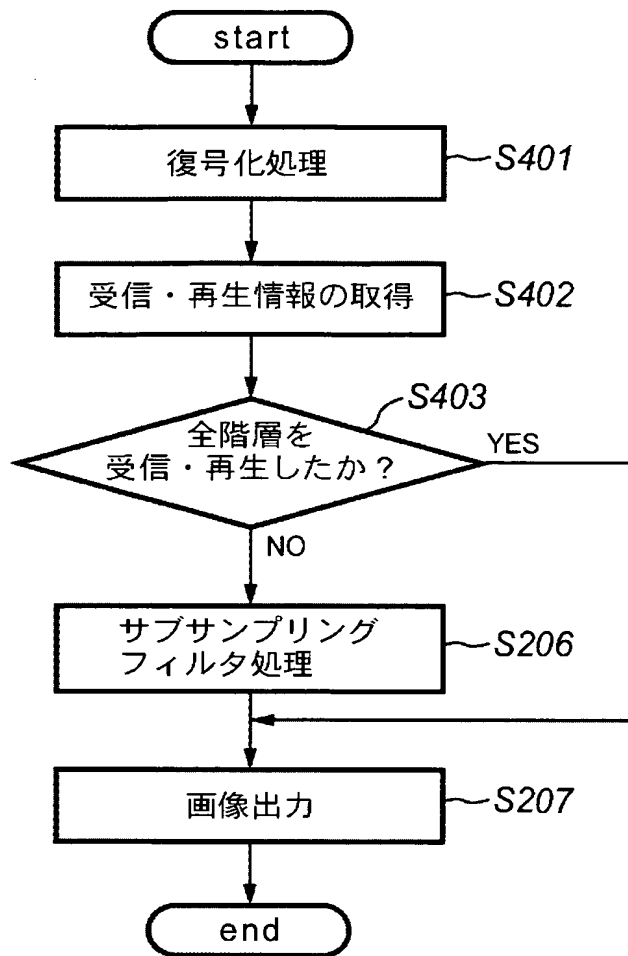 start
復号化処理
S401
受信・再生情報の取得
S402
S403
全階層を
受信・再生したか？
YES
NO
サブサンプリング
フィルタ処理
S206
画像出力
S207
end